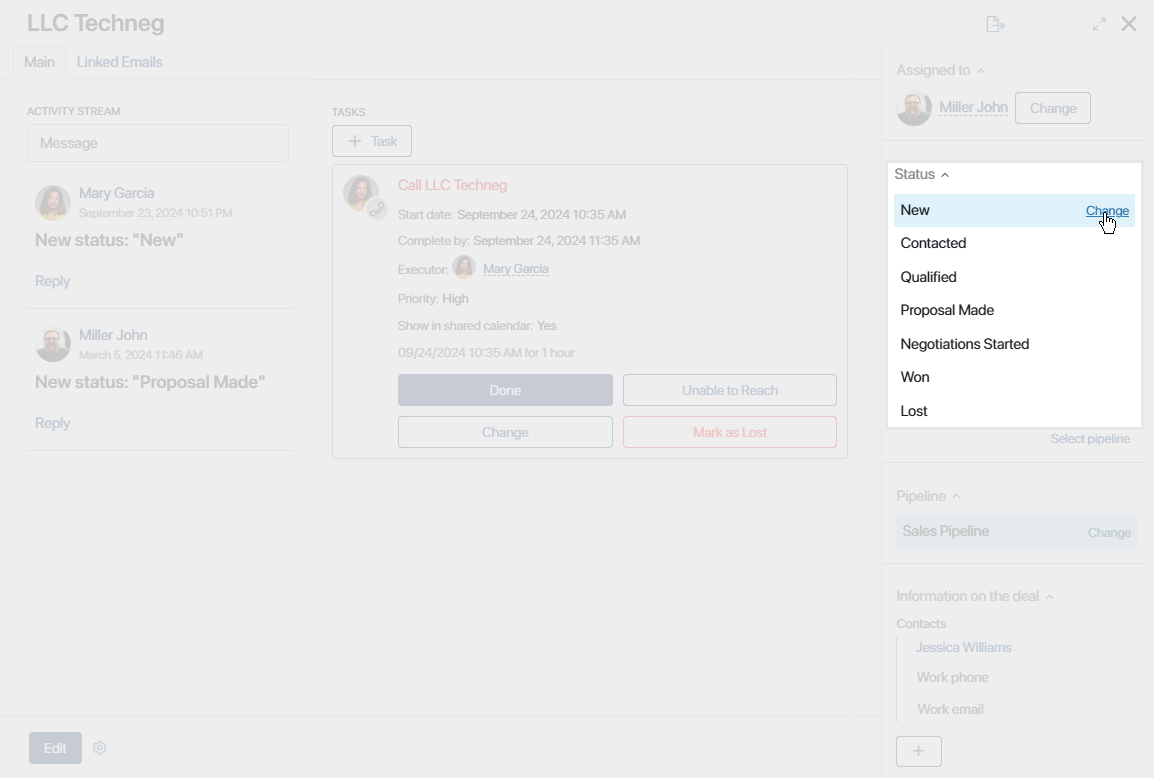 LLC Techneg
Main
Linked Emails
ACTIVITY STREAM
Message
Mary Garcia
September 23, 2024 10:51 PM
New status: "New"
Reply
Miller John
March 5, 2024 11:46 AM
New status: "Proposal Made"
Reply
TASKS
+ Task
Call LLC Techneg
Start date: September 24, 2024 10:35 AM
Complete by: September 24, 2024 11:35 AM
Executor: Mary Garcia
Priority: High
Show in shared calendar: Yes
09/24/2024 10:35 AM for 1 hour
Done
Unable to Reach
Change
Mark as Lost
Assigned to
Miller John
Change
Status
New
Change
Contacted
Qualified
Proposal Made
Negotiations Started
Won
Lost
Select pipeline
Pipeline
Sales Pipeline
Change
Information on the deal
Contacts
Jessica Williams
Work phone
Work email
+
Edit